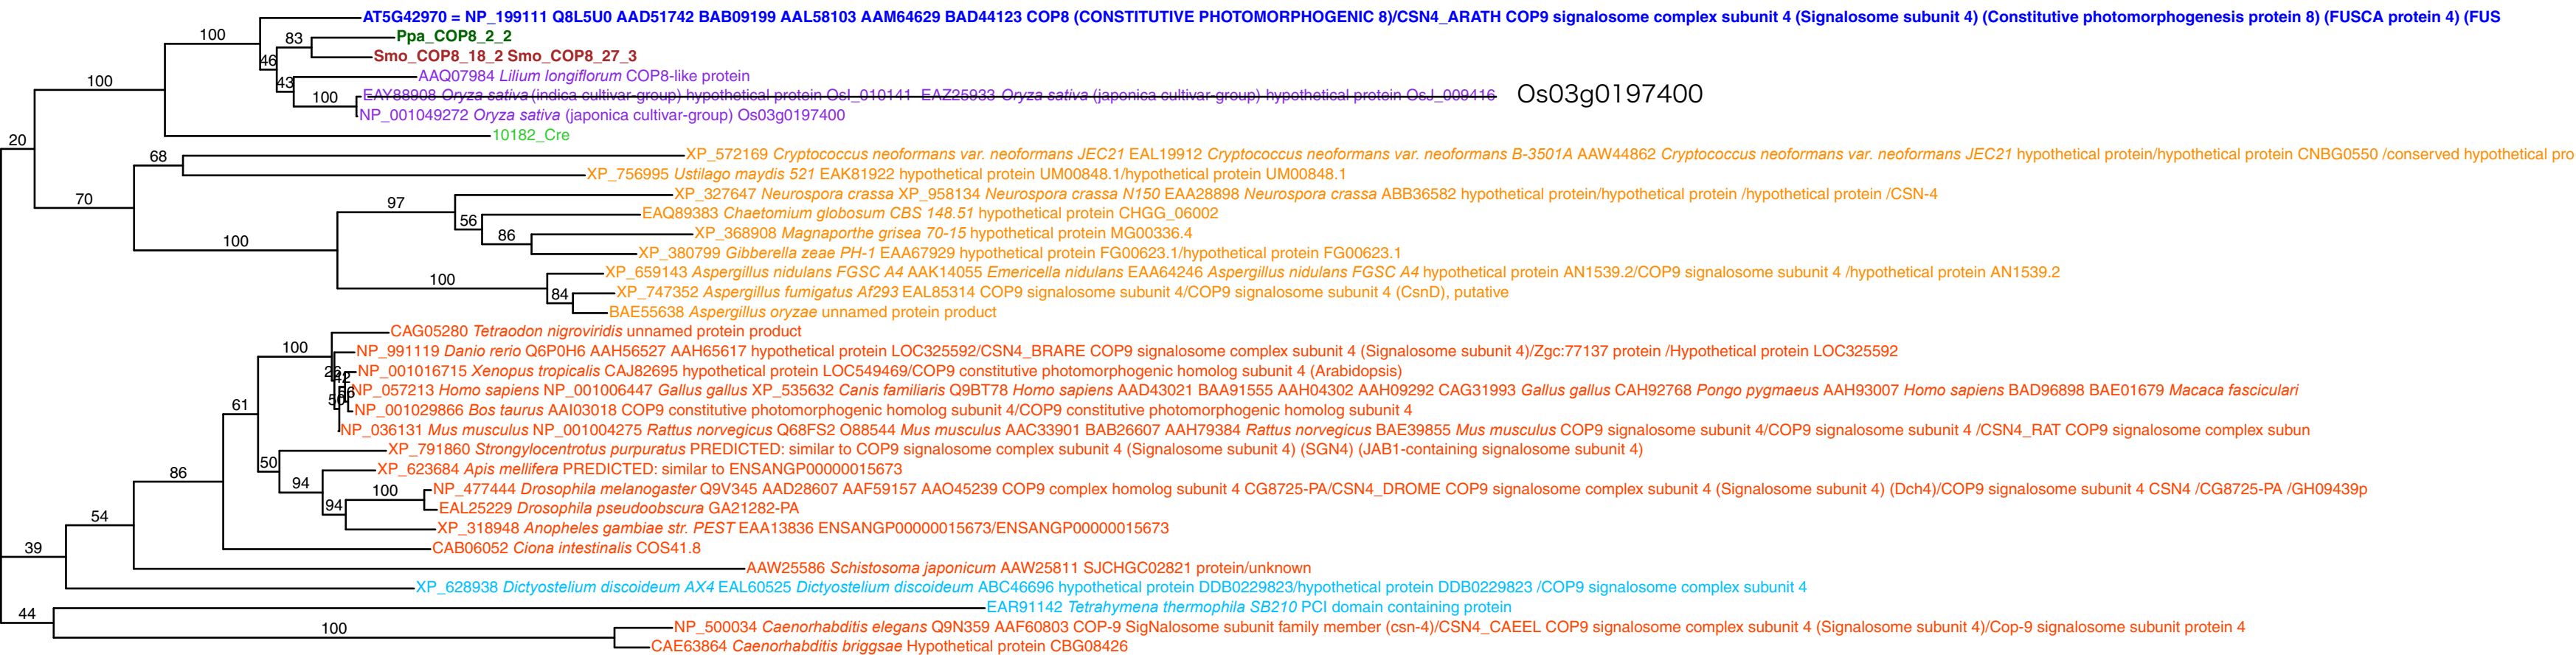 AT5G42970 = NP_199111 Q8L5U0 AAD51742 BAB09199 AAL58103 AAM64629 BAD44123 COP8 (CONSTITUTIVE PHOTOMORPHOGENIC 8)/CSN4_ARATH COP9 signalosome complex subunit 4 (Signalosome subunit 4) (Constitutive photomorphogenesis protein 8) (FUSCA protein 4) (FUS
100
83
Ppa_COP8_2_2
46
Smo_COP8_18_2 Smo_COP8_27_3
100
43
AAQ07984 Lilium longiflorum COP8-like protein
100
EAY88908 Oryza sativa (indica cultivar-group) hypothetical protein OsI_010141 EAZ25933 Oryza sativa (japonica cultivar-group) hypothetical protein OsJ_009416
Os03g0197400
NP_001049272 Oryza sativa (japonica cultivar-group) Os03g0197400
10182_Cre
20
68
XP_572169 Cryptococcus neoformans var. neoformans JEC21 EAL19912 Cryptococcus neoformans var. neoformans B-3501A AAW44862 Cryptococcus neoformans var. neoformans JEC21 hypothetical protein/hypothetical protein CNBG0550 /conserved hypothetical pro
XP_756995 Ustilago maydis 521 EAK81922 hypothetical protein UM00848.1/hypothetical protein UM00848.1
70
97
XP_327647 Neurospora crassa XP_958134 Neurospora crassa N150 EAA28898 Neurospora crassa ABB36582 hypothetical protein/hypothetical protein /hypothetical protein /CSN-4
56
EAQ89383 Chaetomium globosum CBS 148.51 hypothetical protein CHGG_06002
86
XP_368908 Magnaporthe grisea 70-15 hypothetical protein MG00336.4
100
XP_380799 Gibberella zeae PH-1 EAA67929 hypothetical protein FG00623.1/hypothetical protein FG00623.1
100
XP_659143 Aspergillus nidulans FGSC A4 AAK14055 Emericella nidulans EAA64246 Aspergillus nidulans FGSC A4 hypothetical protein AN1539.2/COP9 signalosome subunit 4 /hypothetical protein AN1539.2
84
XP_747352 Aspergillus fumigatus Af293 EAL85314 COP9 signalosome subunit 4/COP9 signalosome subunit 4 (CsnD), putative
BAE55638 Aspergillus oryzae unnamed protein product
CAG05280 Tetraodon nigroviridis unnamed protein product
100
NP_991119 Danio rerio Q6P0H6 AAH56527 AAH65617 hypothetical protein LOC325592/CSN4_BRARE COP9 signalosome complex subunit 4 (Signalosome subunit 4)/Zgc:77137 protein /Hypothetical protein LOC325592
NP_001016715 Xenopus tropicalis CAJ82695 hypothetical protein LOC549469/COP9 constitutive photomorphogenic homolog subunit 4 (Arabidopsis)
NP_057213 Homo sapiens NP_001006447 Gallus gallus XP_535632 Canis familiaris Q9BT78 Homo sapiens AAD43021 BAA91555 AAH04302 AAH09292 CAG31993 Gallus gallus CAH92768 Pongo pygmaeus AAH93007 Homo sapiens BAD96898 BAE01679 Macaca fasciculari
61
NP_001029866 Bos taurus AAI03018 COP9 constitutive photomorphogenic homolog subunit 4/COP9 constitutive photomorphogenic homolog subunit 4
NP_036131 Mus musculus NP_001004275 Rattus norvegicus Q68FS2 O88544 Mus musculus AAC33901 BAB26607 AAH79384 Rattus norvegicus BAE39855 Mus musculus COP9 signalosome subunit 4/COP9 signalosome subunit 4 /CSN4_RAT COP9 signalosome complex subun
XP_791860 Strongylocentrotus purpuratus PREDICTED: similar to COP9 signalosome complex subunit 4 (Signalosome subunit 4) (SGN4) (JAB1-containing signalosome subunit 4)
50
XP_623684 Apis mellifera PREDICTED: similar to ENSANGP00000015673
86
94
100
NP_477444 Drosophila melanogaster Q9V345 AAD28607 AAF59157 AAO45239 COP9 complex homolog subunit 4 CG8725-PA/CSN4_DROME COP9 signalosome complex subunit 4 (Signalosome subunit 4) (Dch4)/COP9 signalosome subunit 4 CSN4 /CG8725-PA /GH09439p
94
EAL25229 Drosophila pseudoobscura GA21282-PA
54
XP_318948 Anopheles gambiae str. PEST EAA13836 ENSANGP00000015673/ENSANGP00000015673
39
CAB06052 Ciona intestinalis COS41.8
AAW25586 Schistosoma japonicum AAW25811 SJCHGC02821 protein/unknown
XP_628938 Dictyostelium discoideum AX4 EAL60525 Dictyostelium discoideum ABC46696 hypothetical protein DDB0229823/hypothetical protein DDB0229823 /COP9 signalosome complex subunit 4
44
EAR91142 Tetrahymena thermophila SB210 PCI domain containing protein
100
NP_500034 Caenorhabditis elegans Q9N359 AAF60803 COP-9 SigNalosome subunit family member (csn-4)/CSN4_CAEEL COP9 signalosome complex subunit 4 (Signalosome subunit 4)/Cop-9 signalosome subunit protein 4
CAE63864 Caenorhabditis briggsae Hypothetical protein CBG08426